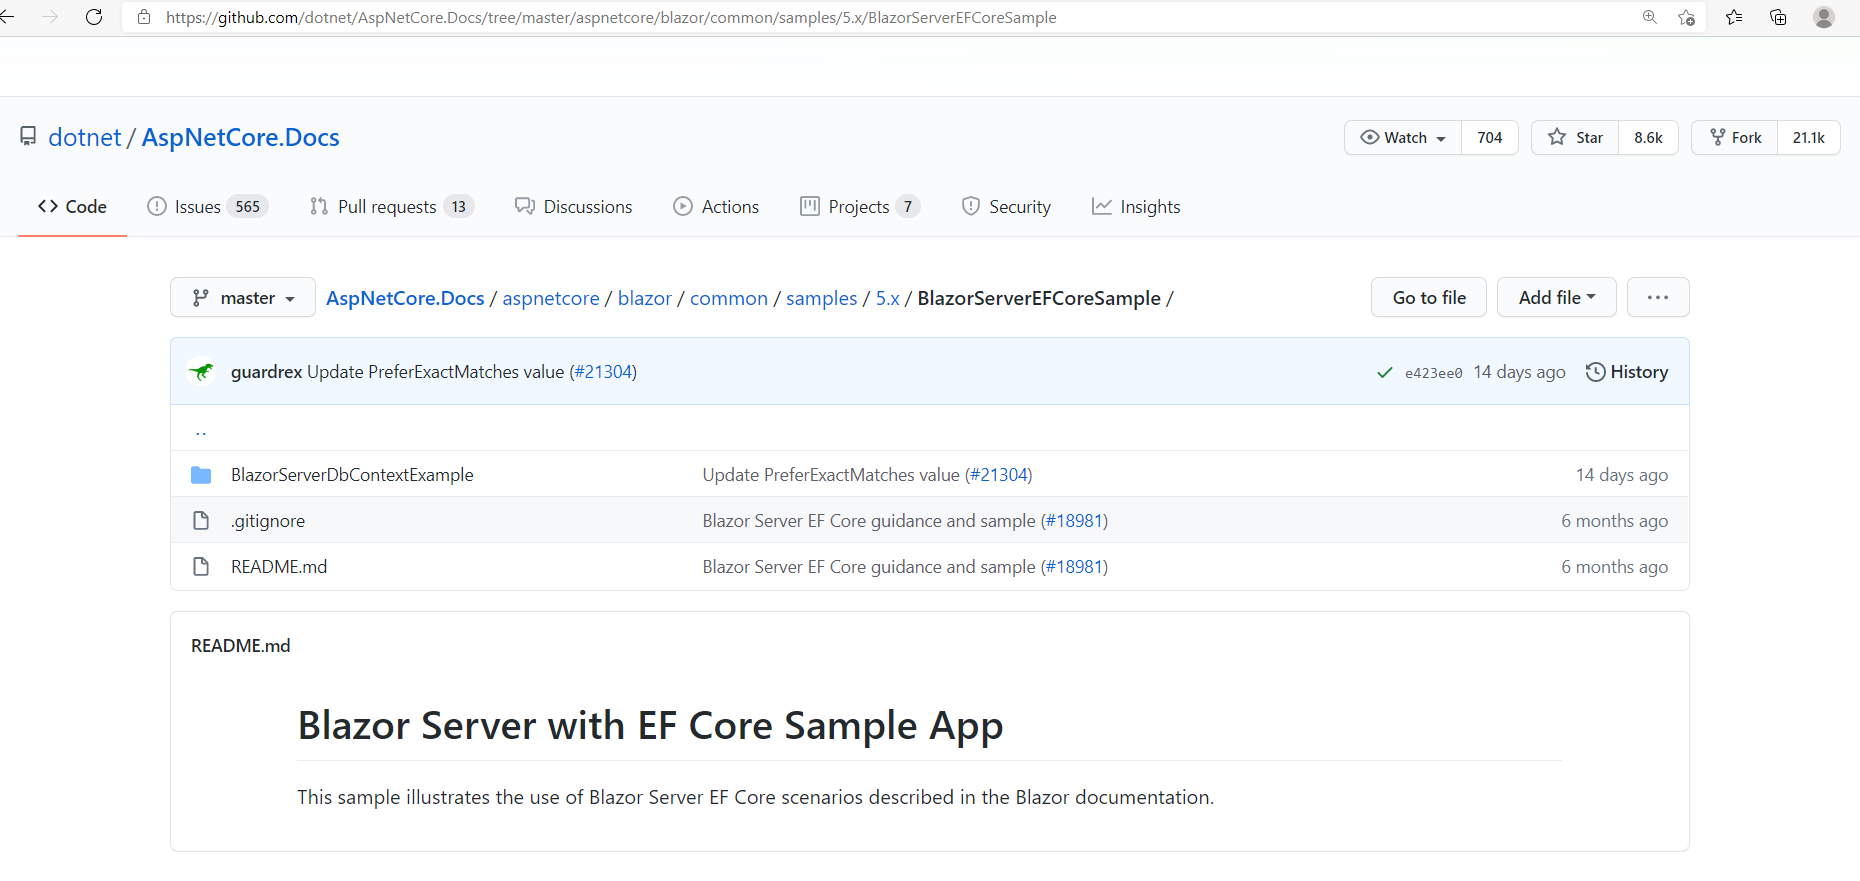 https://github.com/dotnet/AspNetCore.Docs/tree/master/aspnetcore/blazor/common/samples/5.x/BlazorServerEFCoreSample
dotnet / AspNetCore.Docs
Watch 704 Star 8.6k Fork 21.1k
Code Issues 565 Pull requests 13 Discussions Actions Projects 7 Security Insights
master AspNetCore.Docs / aspnetcore / blazor / common / samples / 5.x / BlazorServerEFCoreSample / Go to file Add file ...
guardrex Update PreferExactMatches value (#21304) e423ee0 14 days ago History
..
BlazorServerDbContextExample Update PreferExactMatches value (#21304) 14 days ago
.gitignore Blazor Server EF Core guidance and sample (#18981) 6 months ago
README.md Blazor Server EF Core guidance and sample (#18981) 6 months ago
README.md
Blazor Server with EF Core Sample App
This sample illustrates the use of Blazor Server EF Core scenarios described in the Blazor documentation.